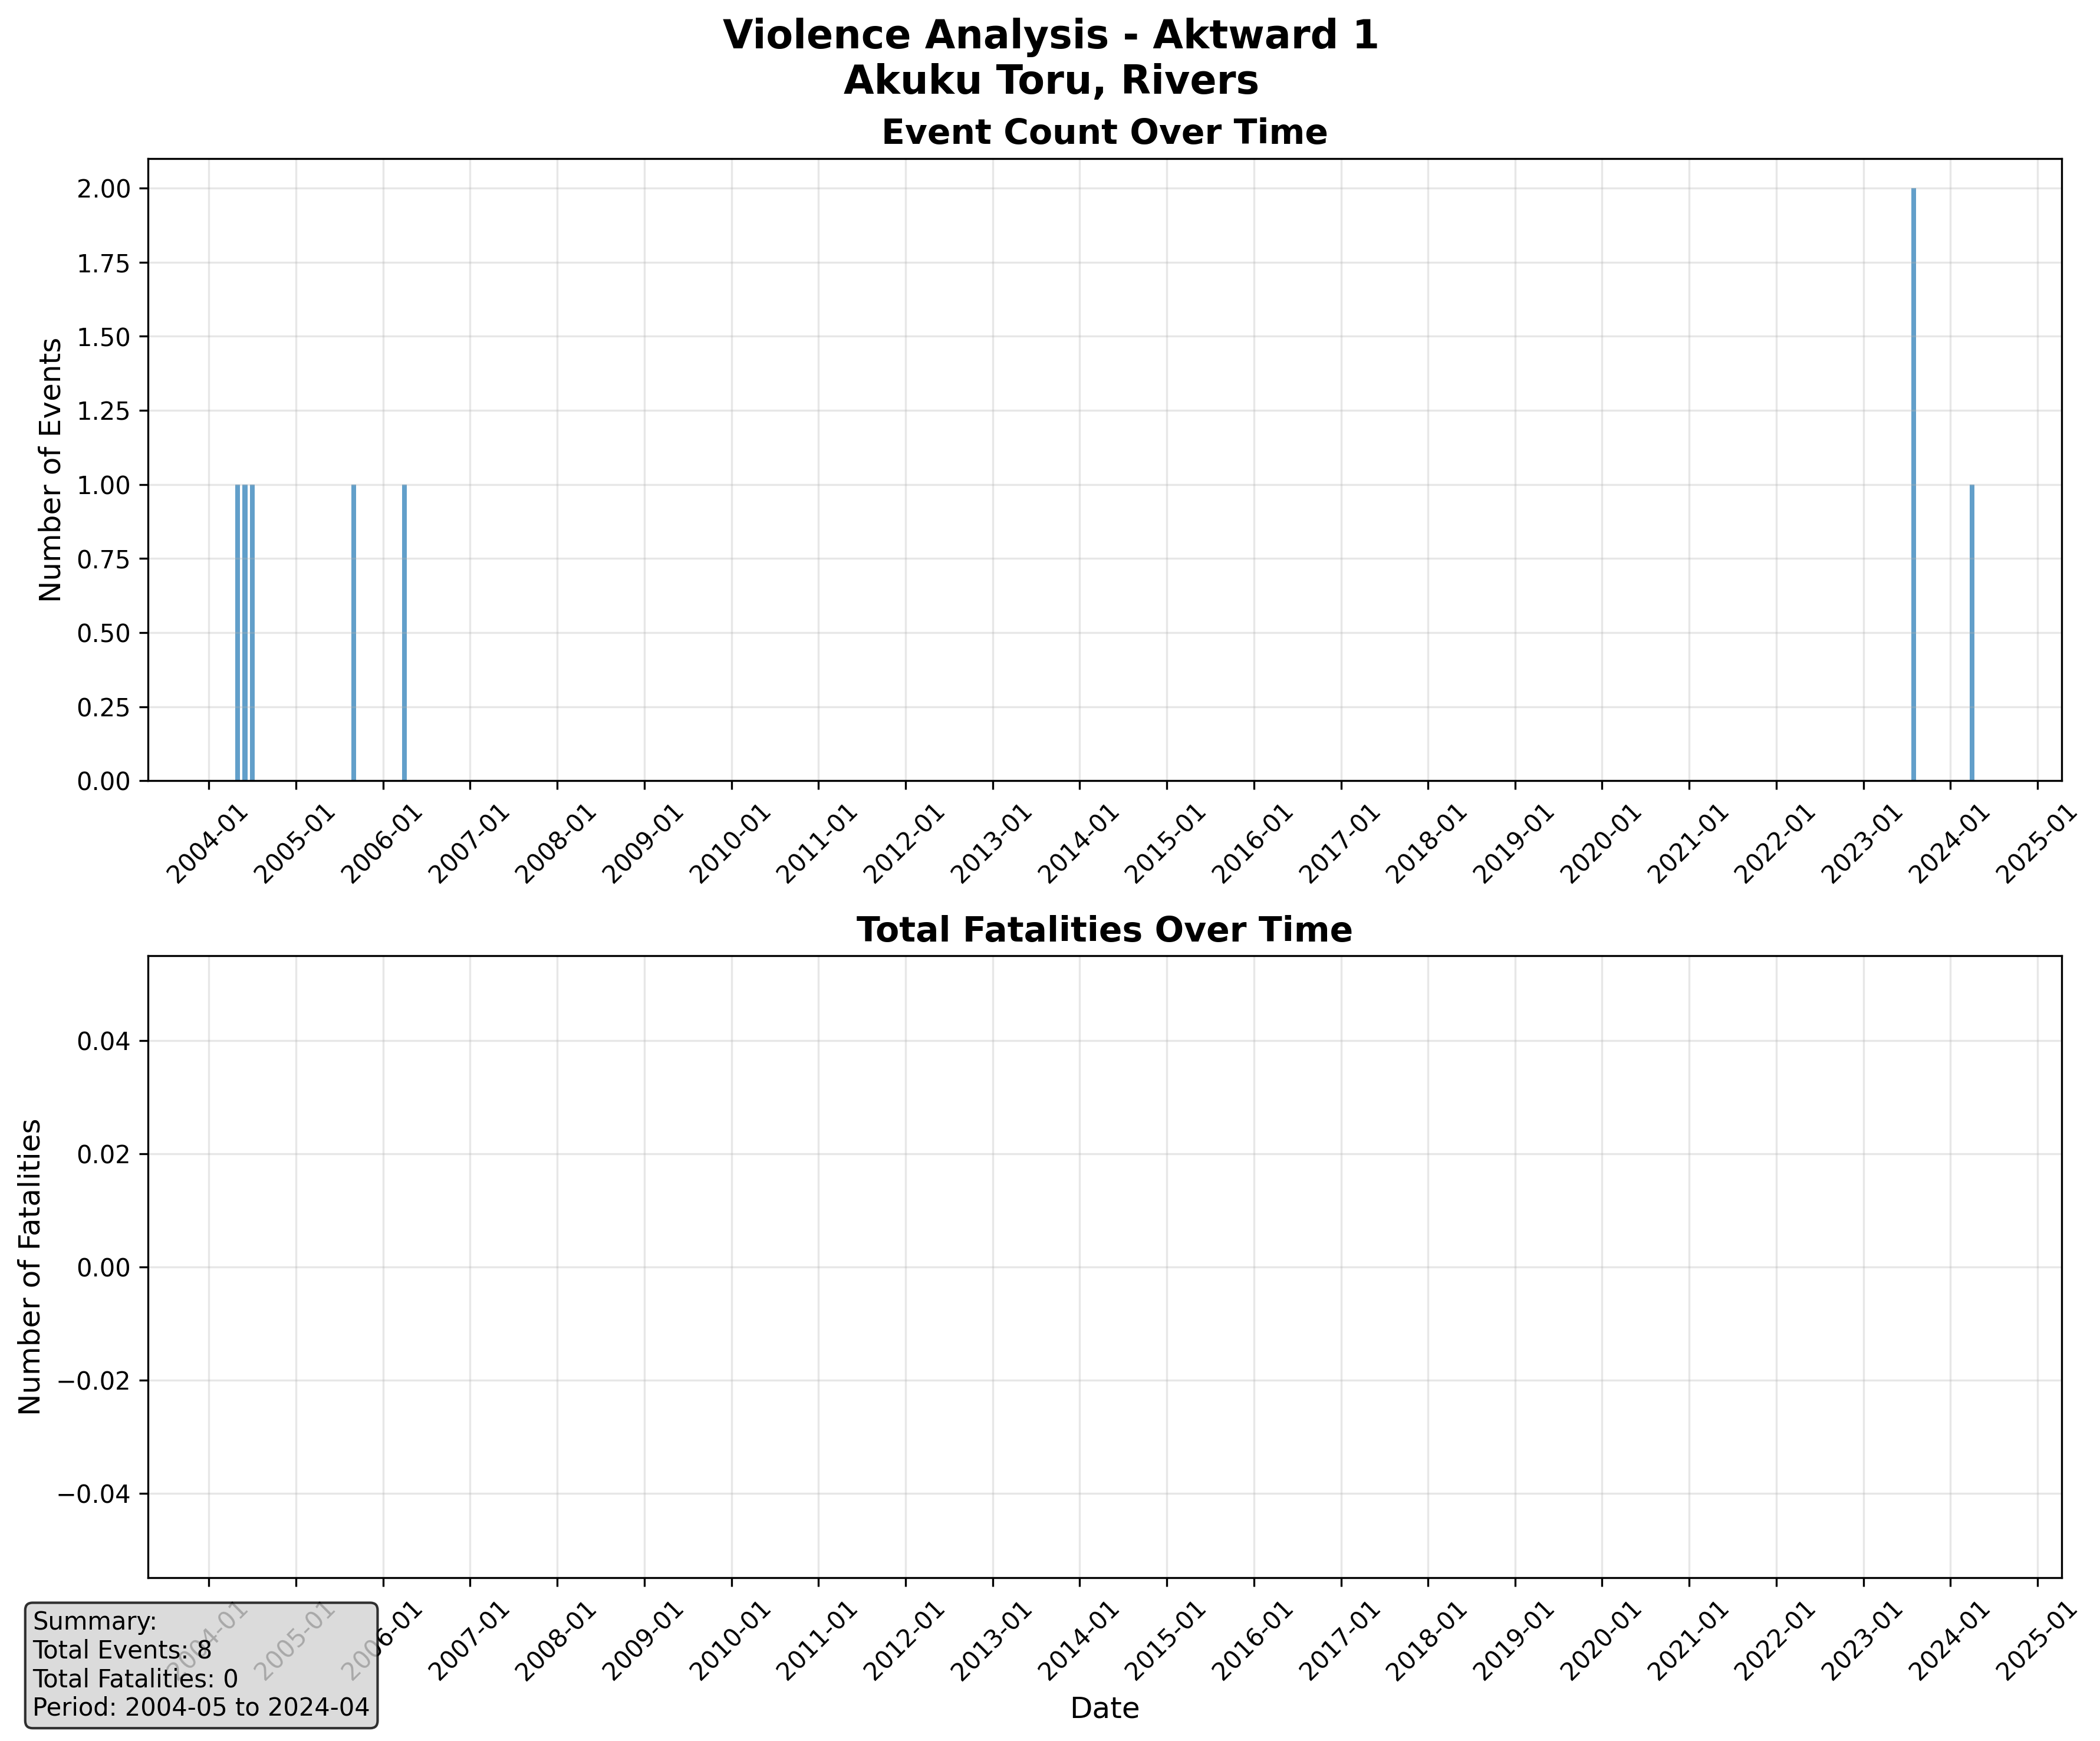 Violence Analysis - Aktward 1
Akuku Toru, Rivers
Event Count Over Time
Number of Events
2.00
1.75
1.50
1.25
1.00
0.75
0.50
0.25
0.00
2004-01 2005-01 2006-01 2007-01 2008-01 2009-01 2010-01 2011-01 2012-01 2013-01 2014-01 2015-01 2016-01 2017-01 2018-01 2019-01 2020-01 2021-01 2022-01 2023-01 2024-01 2025-01
Total Fatalities Over Time
Number of Fatalities
0.04
0.02
0.00
−0.02
−0.04
2004-01 2005-01 2006-01 2007-01 2008-01 2009-01 2010-01 2011-01 2012-01 2013-01 2014-01 2015-01 2016-01 2017-01 2018-01 2019-01 2020-01 2021-01 2022-01 2023-01 2024-01 2025-01
Date
Summary:
Total Events: 8
Total Fatalities: 0
Period: 2004-05 to 2024-04